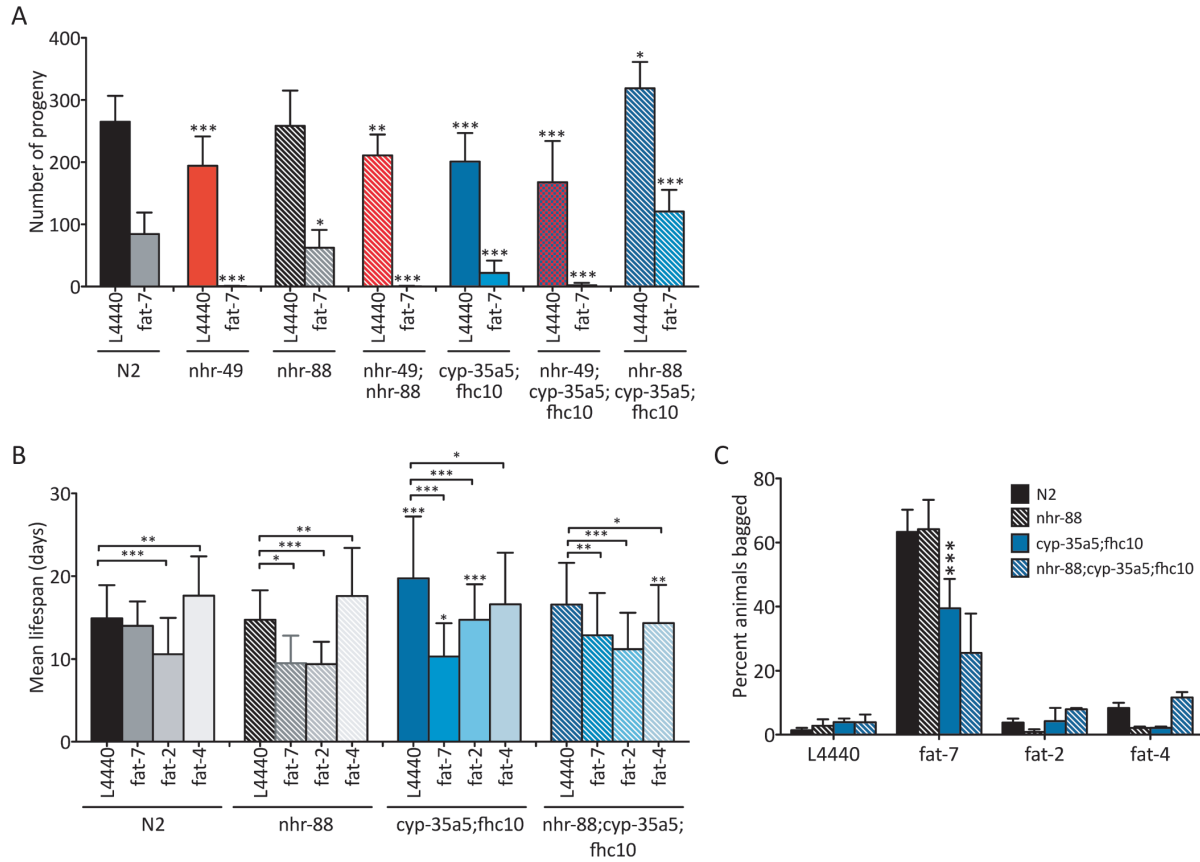 A
400
300
200
100
0
Number of progeny
***
***
*
**
***
***
***
***
***
*
***
L4440 fat-7 L4440 fat-7 L4440 fat-7 L4440 fat-7 L4440 fat-7 L4440 fat-7 L4440 fat-7
N2 nhr-49 nhr-88 nhr-49; cyp-35a5; nhr-49; nhr-88
nhr-88 fhc10 cyp-35a5; cyp-35a5;
fhc10 fhc10
B
30
20
10
0
Mean lifespan (days)
**
***
**
***
*
*
***
***
***
*
***
*
***
**
**
L4440 fat-7 fat-2 fat-4 L4440 fat-7 fat-2 fat-4 L4440 fat-7 fat-2 fat-4 L4440 fat-7 fat-2 fat-4
N2 nhr-88 cyp-35a5;fhc10 nhr-88;cyp-35a5;
fhc10
C
80
60
40
20
0
Percent animals bagged
***
N2
nhr-88
cyp-35a5;fhc10
nhr-88;cyp-35a5;fhc10
L4440 fat-7 fat-2 fat-4